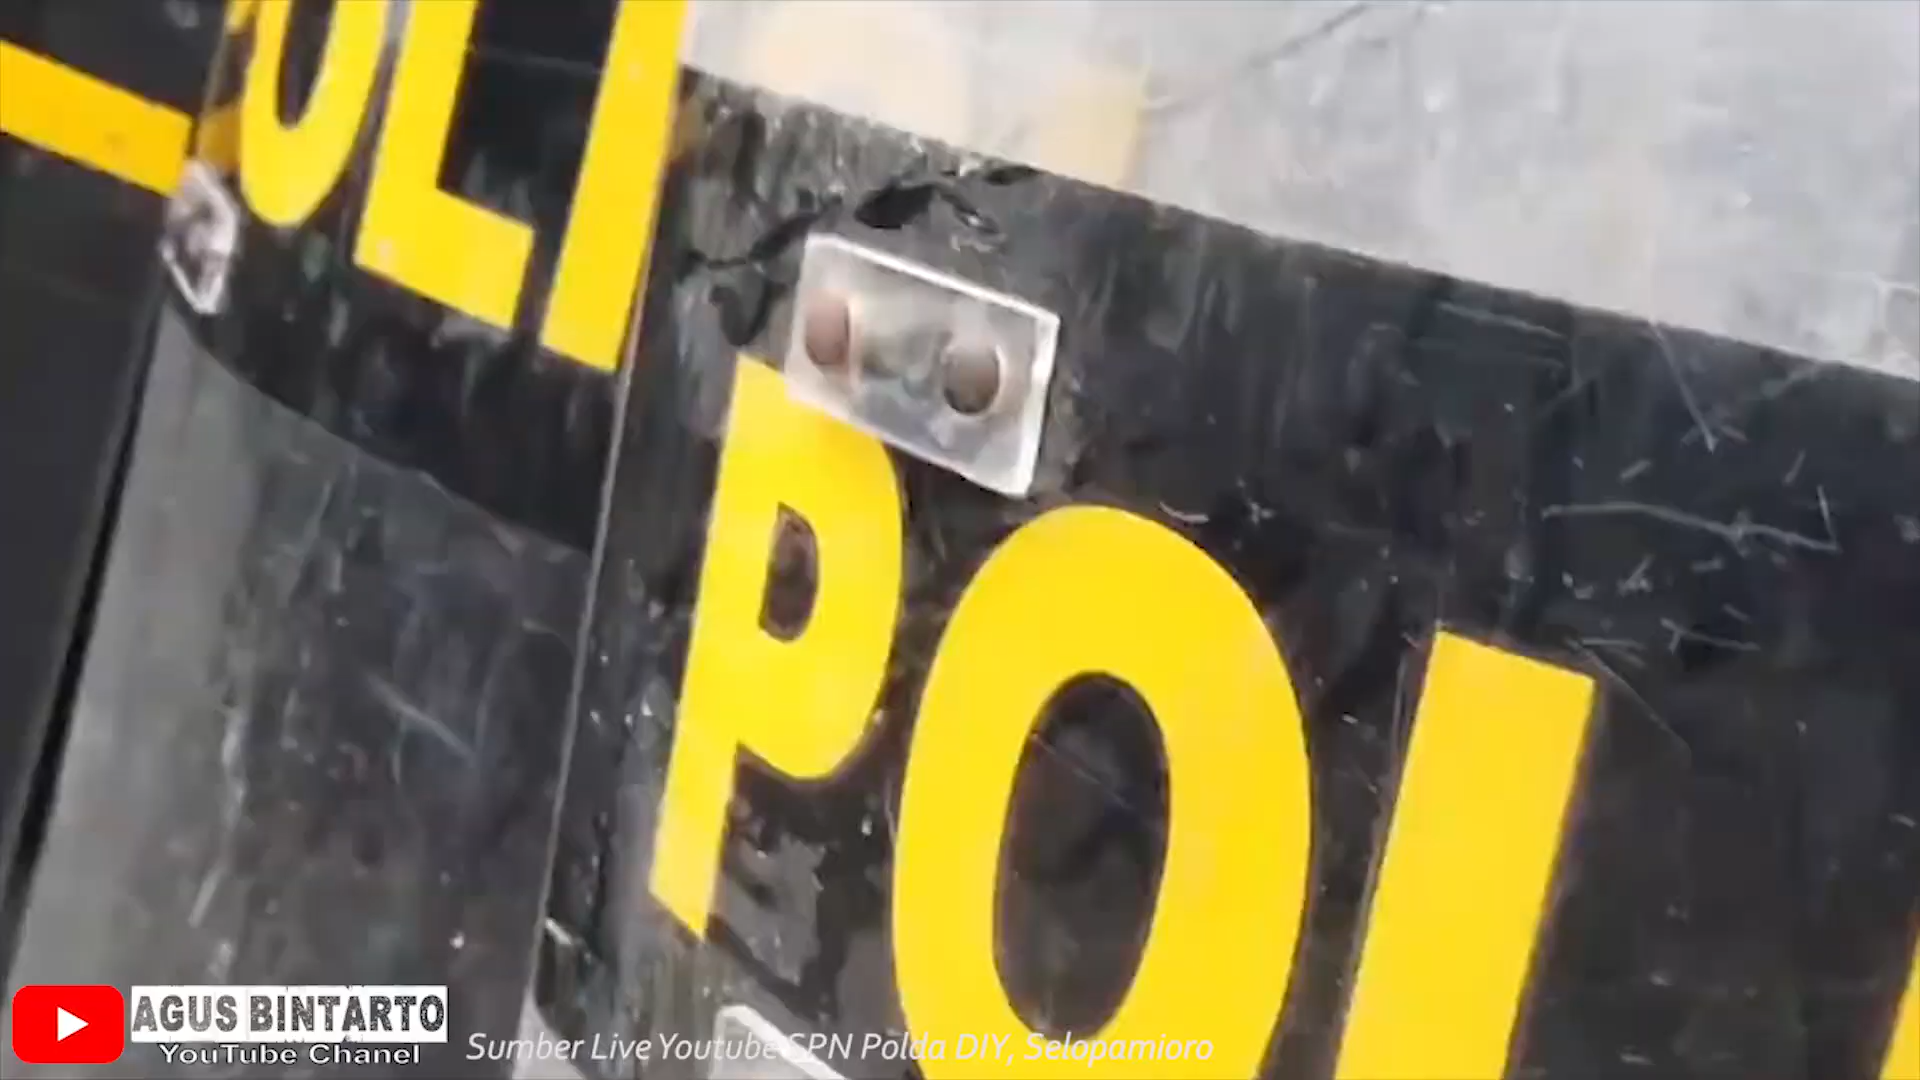 OLI
POL
AGUS BINTARTO
YouTube Chanel
Sumber Live Youtube SPN Polda DIY, Selopamioro